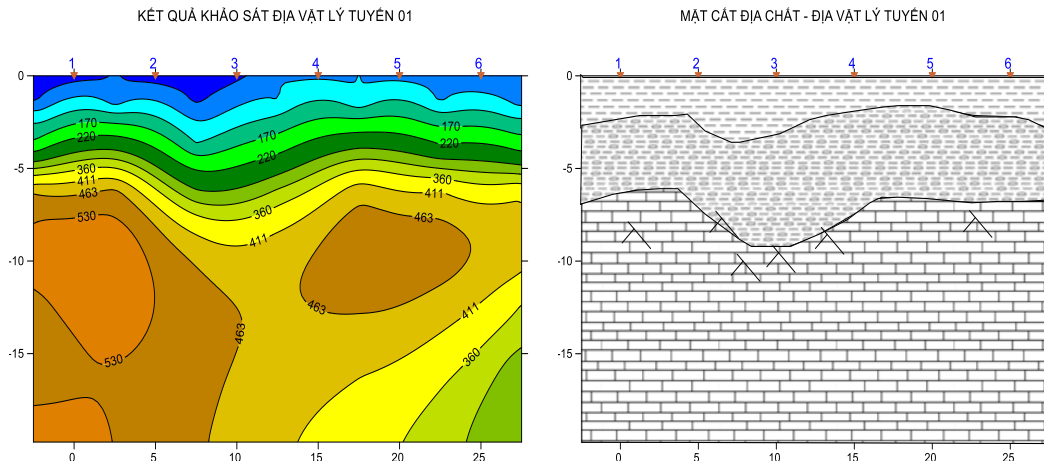 KẾT QUẢ KHẢO SÁT ĐỊA VẬT LÝ TUYẾN 01
1 2 3 4 5 6
0
170 170 170
220 220 220
-5
360 360 360
411 411 411
463 463
530
-10
463
411
463
-15
530 360
0 5 10 15 20 25
MẶT CẮT ĐỊA CHẤT - ĐỊA VẬT LÝ TUYẾN 01
1 2 3 4 5 6
0
-5
-10
-15
0 5 10 15 20 25